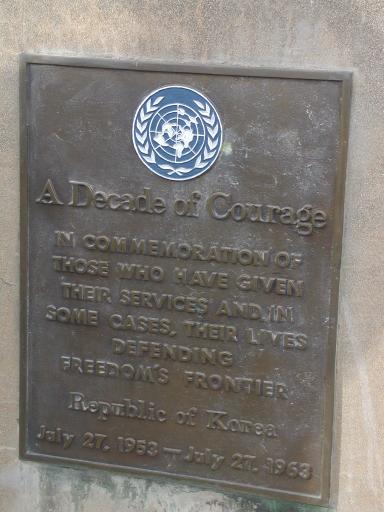 A Decade of Courage
IN COMMEMORATION OF
THOSE WHO HAVE GIVEN
THEIR SERVICES AND, IN
SOME CASES, THEIR LIVES
DEFENDING
FREEDOM'S FRONTIER
Republic of Korea
July 27, 1953 — July 27, 1963